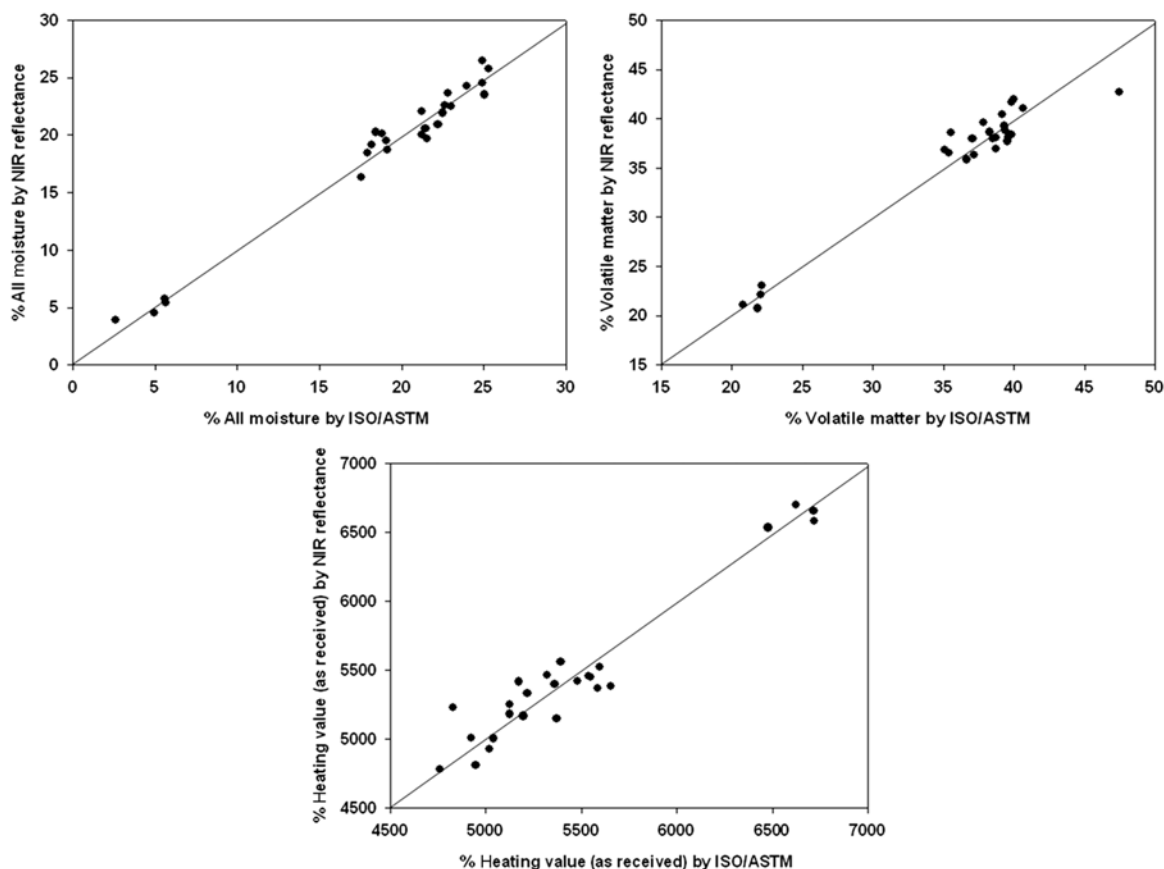 % All moisture by NIR reflectance
30
25
20
15
10
5
0
0 5 10 15 20 25 30
% All moisture by ISO/ASTM
% Volatile matter by NIR reflectance
50
45
40
35
30
25
20
15
15 20 25 30 35 40 45 50
% Volatile matter by ISO/ASTM
% Heating value (as received) by NIR reflectance
7000
6500
6000
5500
5000
4500
4500 5000 5500 6000 6500 7000
% Heating value (as received) by ISO/ASTM